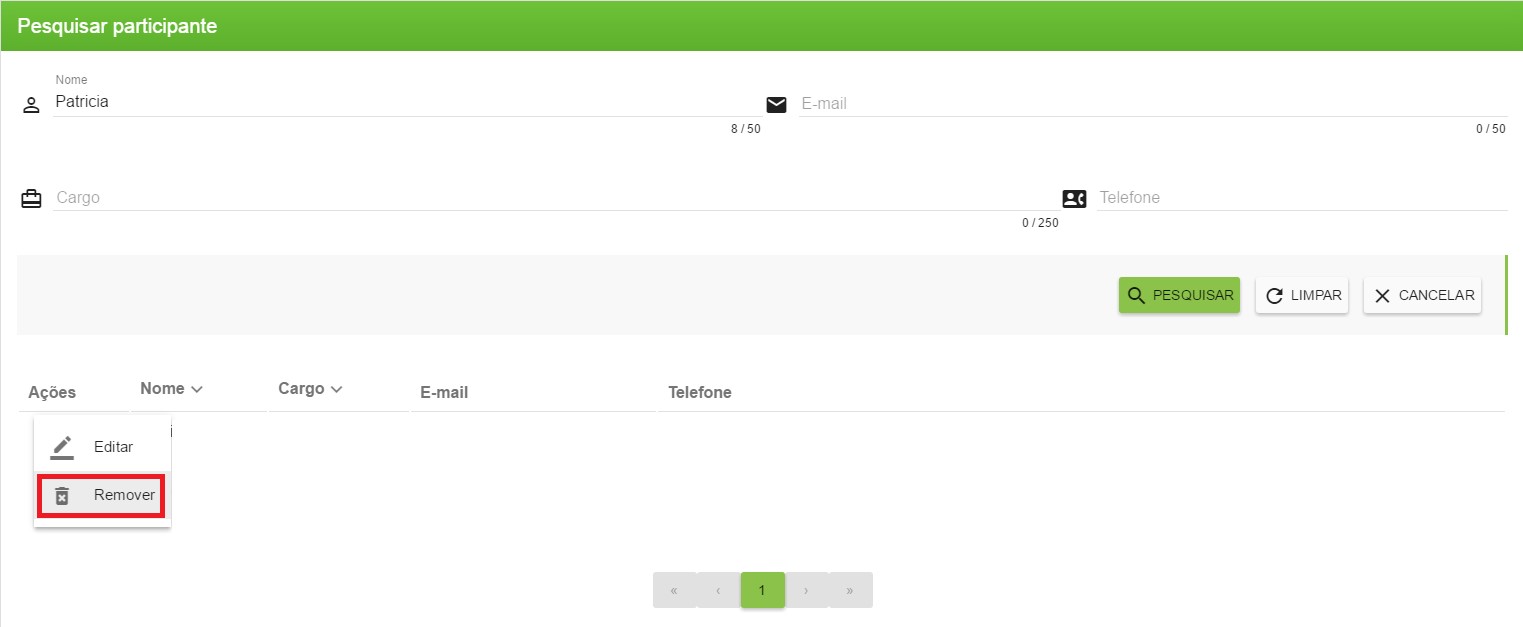 Pesquisar participante
Nome
Patricia
E-mail
8 / 50
0 / 50
Cargo
Telefone
0 / 250
PESQUISAR
LIMPAR
CANCELAR
Ações
Nome
Cargo
E-mail
Telefone
Editar
Remover
« ‹ 1 › »